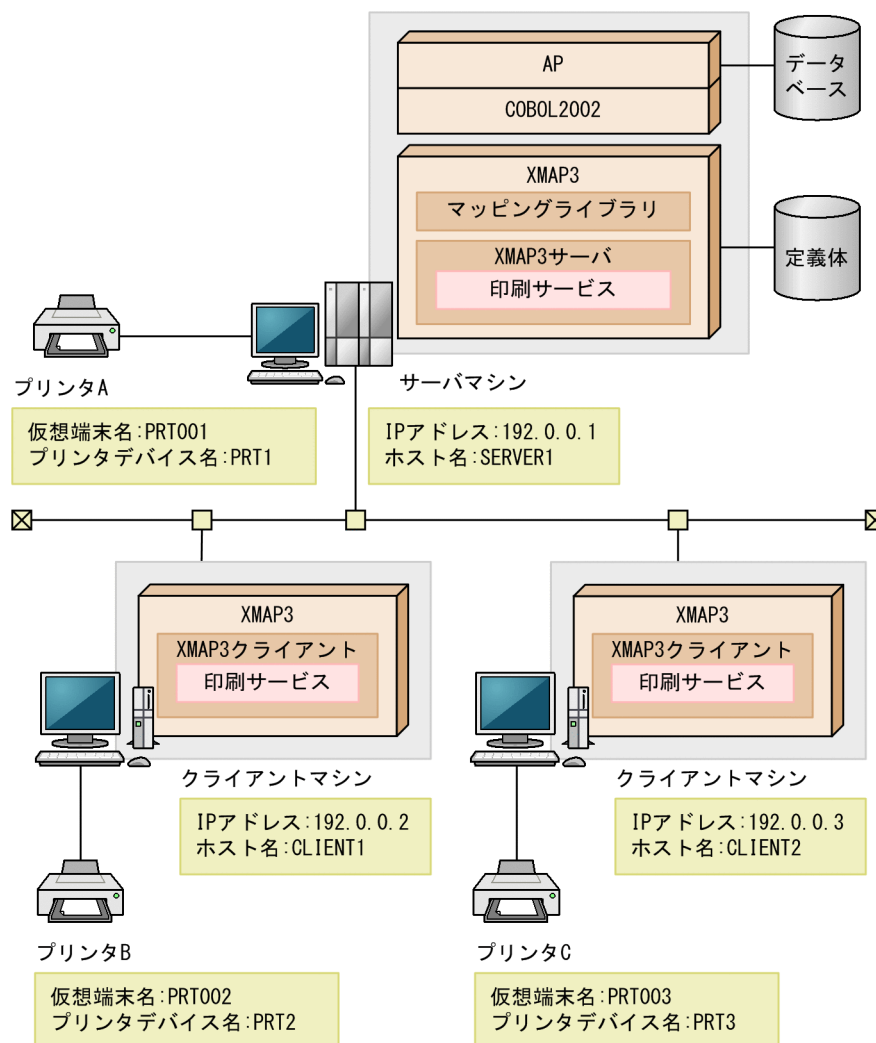 AP
データ
ベース
COBOL2002
XMAP3
マッピングライブラリ
XMAP3サーバ
印刷サービス
定義体
プリンタA
サーバマシン
仮想端末名:PRT001
プリンタデバイス名:PRT1
IPアドレス:192.0.0.1
ホスト名:SERVER1
XMAP3
XMAP3クライアント
印刷サービス
XMAP3
XMAP3クライアント
印刷サービス
クライアントマシン
クライアントマシン
IPアドレス:192.0.0.2
ホスト名:CLIENT1
IPアドレス:192.0.0.3
ホスト名:CLIENT2
プリンタB
プリンタC
仮想端末名:PRT002
プリンタデバイス名:PRT2
仮想端末名:PRT003
プリンタデバイス名:PRT3